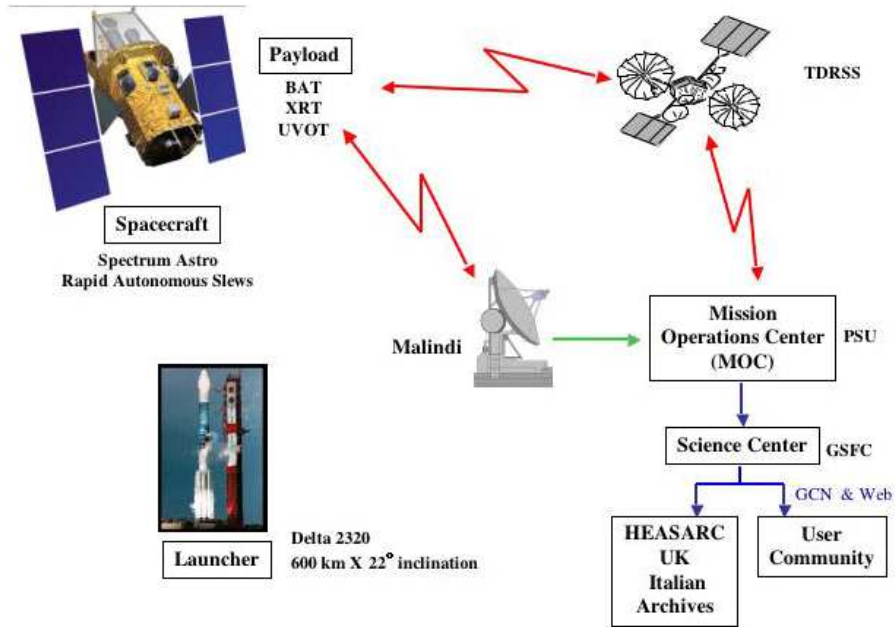 Payload
BAT
XRT
UVOT
TDRSS
Spacecraft
Spectrum Astro
Rapid Autonomous Slews
Malindi
Mission
Operations Center
(MOC)
PSU
Science Center
GSFC
GCN & Web
HEASARC
UK
Italian
Archives
User
Community
Launcher
Delta 2320
600 km X 22° inclination